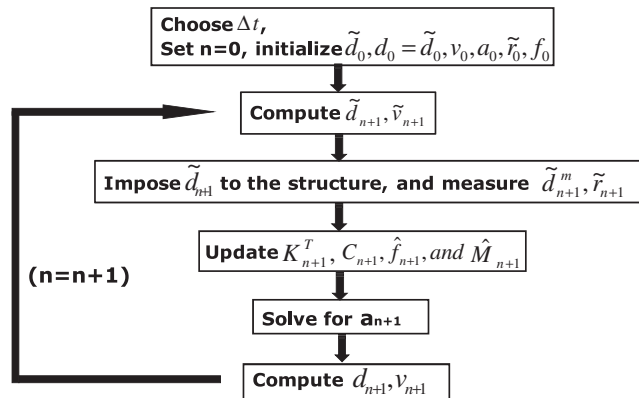 Choose Δt,
Set n=0, initialize d̃₀, d₀ = d̃₀, v₀, a₀, r̃₀, f₀
Compute d̃ₙ₊₁, ṽₙ₊₁
Impose d̃ₙ₊₁ to the structure, and measure d̃ᵐₙ₊₁, r̃ₙ₊₁
Update Kᵀₙ₊₁, Cₙ₊₁, f̂ₙ₊₁, and M̂ₙ₊₁
(n=n+1)
Solve for aₙ₊₁
Compute dₙ₊₁, vₙ₊₁